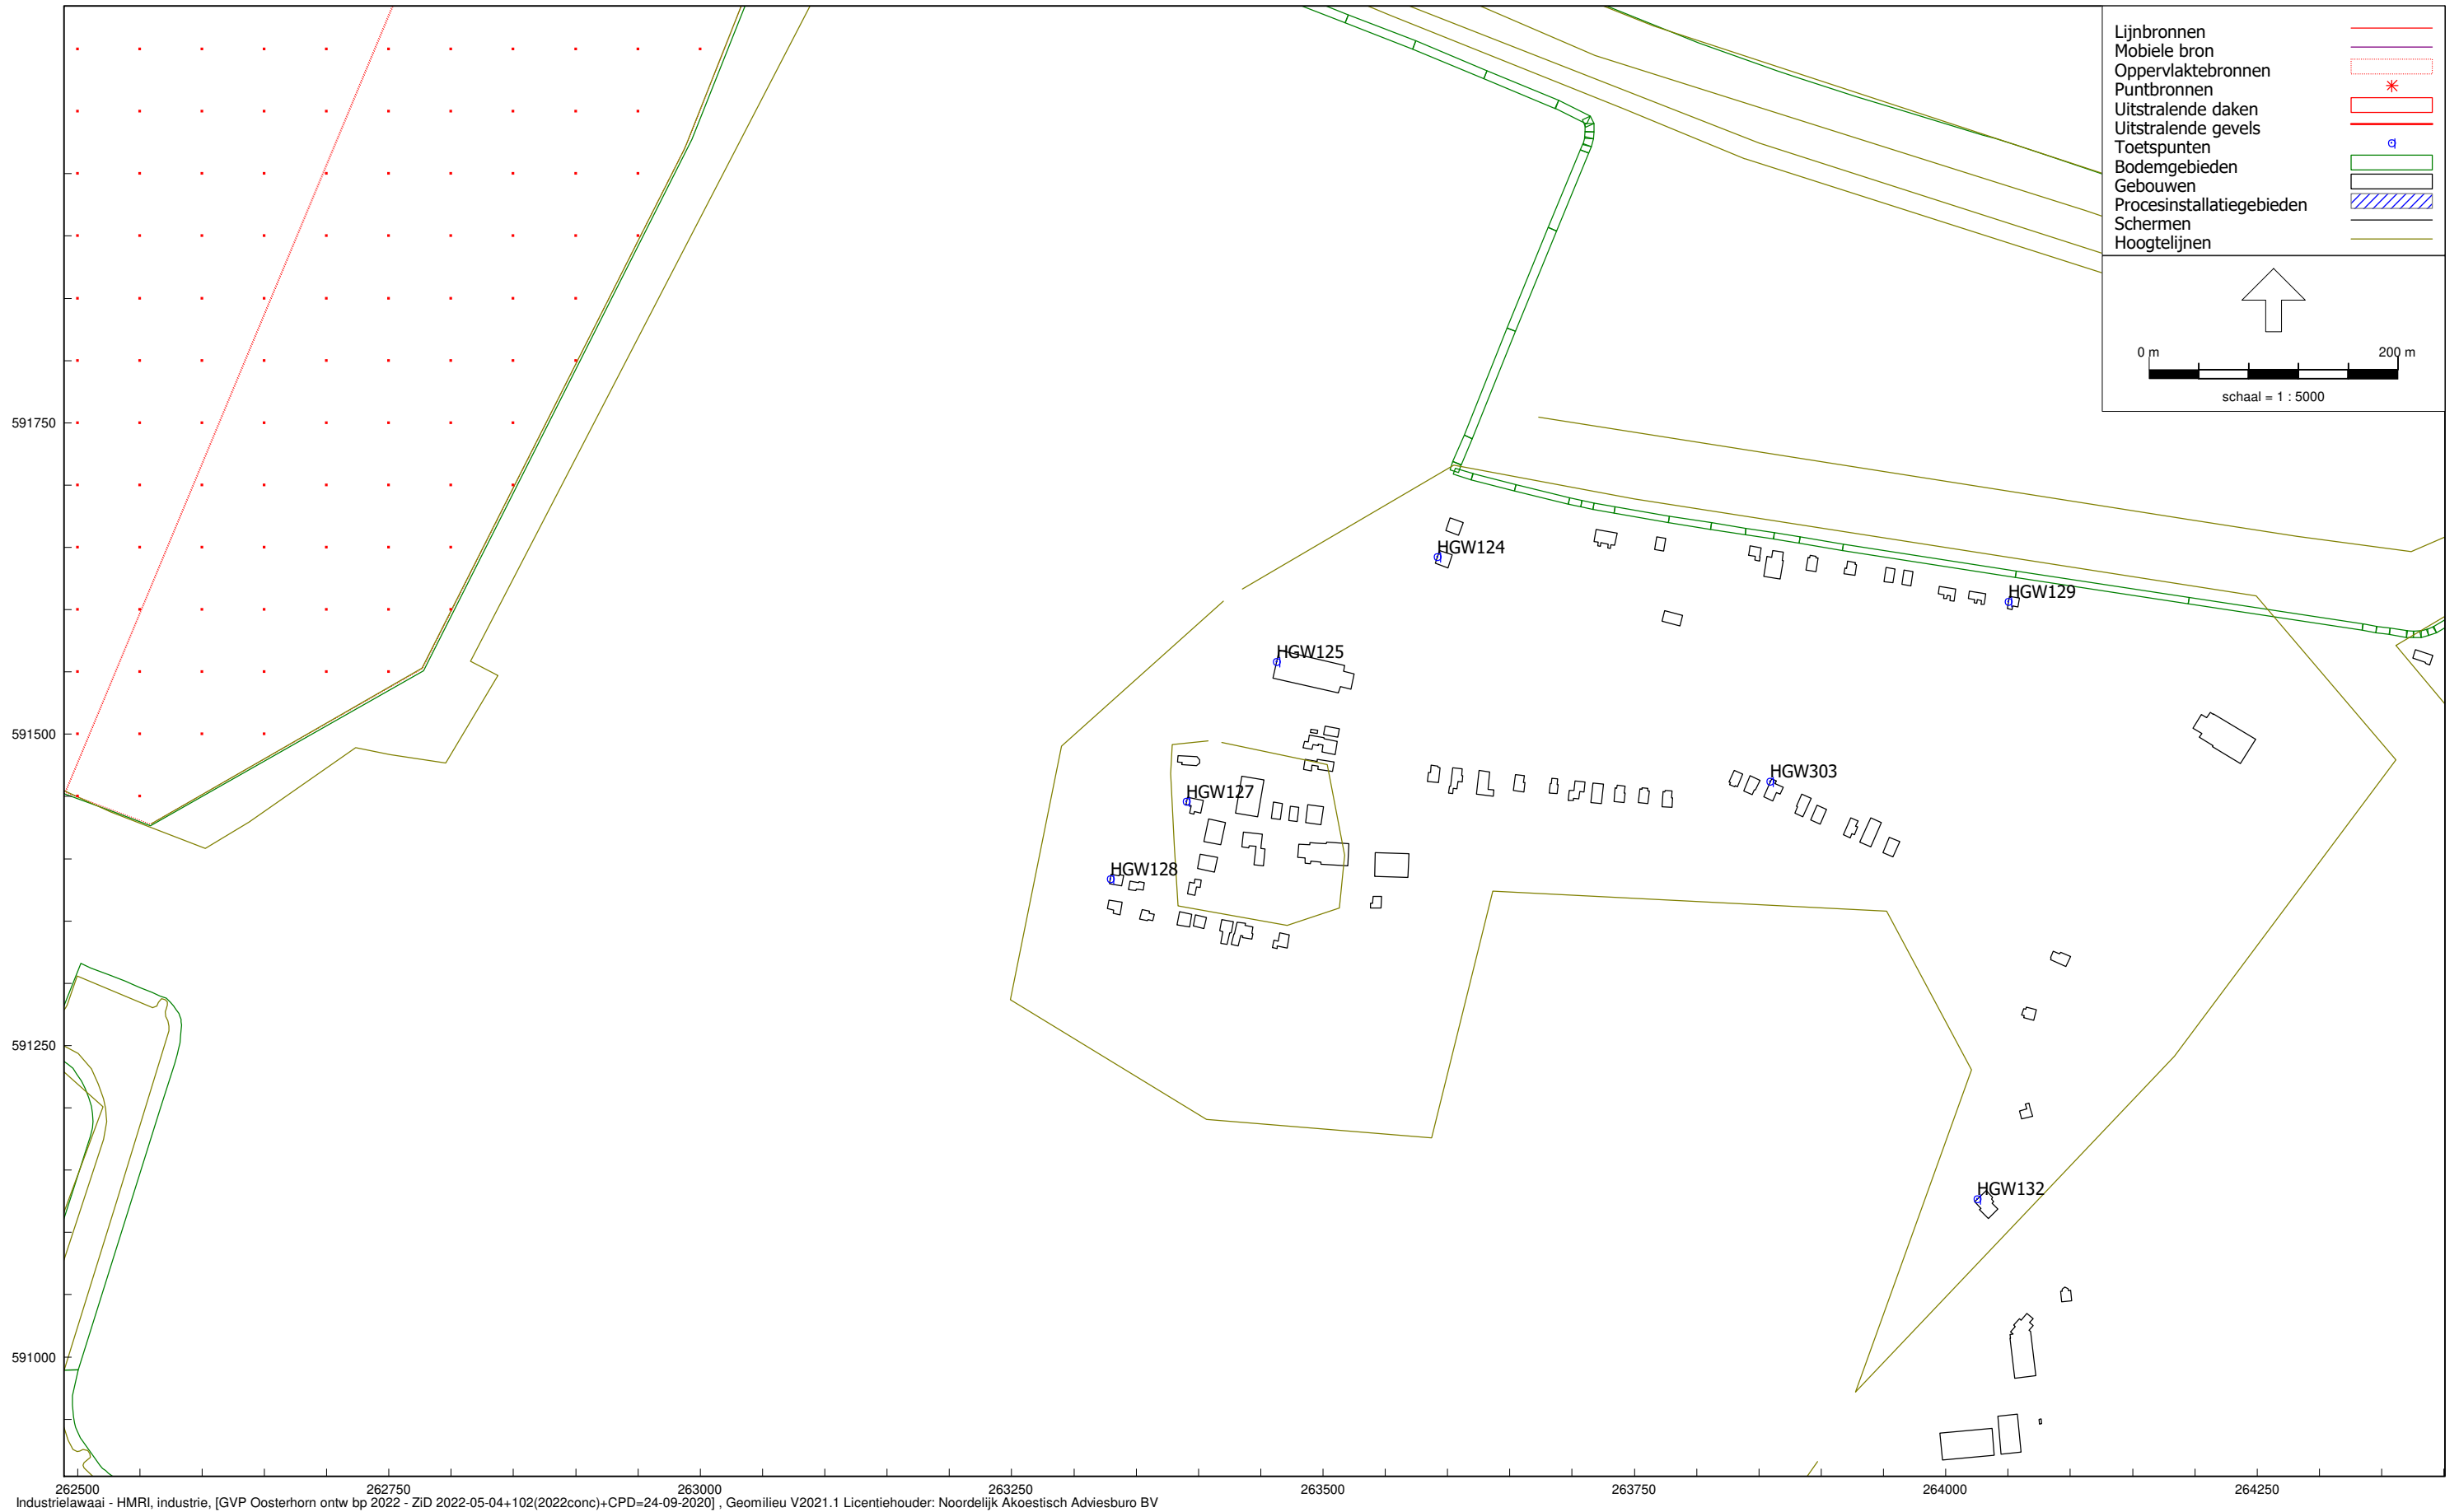 Lijnbronnen
Mobiele bron
Oppervlaktebronnen
Puntbronnen
Uitstralende daken
Uitstralende gevels
Toetspunten
Bodemgebieden
Gebouwen
Procesinstallatiegebieden
Schermen
Hoogtelijnen
0 m 200 m
schaal = 1 : 5000
591750
HGW124
HGW129
HGW125
591500
HGW303
HGW127
HGW128
591250
HGW132
591000
262500 262750 263000 263250 263500 263750 264000 264250
Industrielawaai - HMRI, industrie, [GVP Oosterhorn ontw bp 2022 - ZiD 2022-05-04+102(2022conc)+CPD=24-09-2020] , Geomilieu V2021.1 Licentiehouder: Noordelijk Akoestisch Adviesburo BV